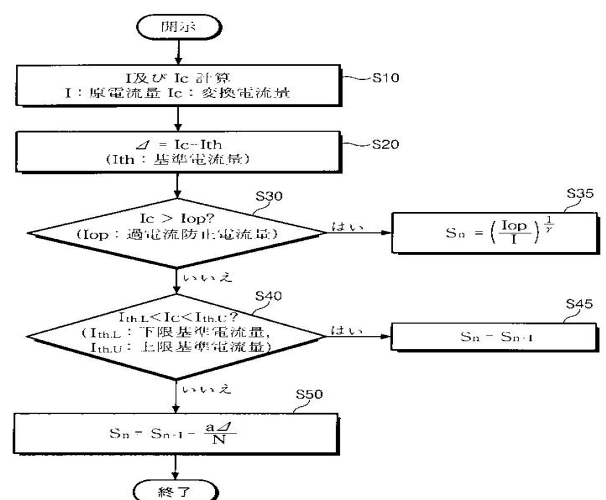 開示
I及び Ic 計算
I：原電流量 Ic：変換電流量
S10
Δ = Ic-Ith
(Ith：基準電流量)
S20
S30
Ic > Iop?
(Iop：過電流防止電流量)
はい
S35
Sn = (Iop/I)^(1/γ)
いいえ
S40
Ith.L<Ic<Ith.U?
(Ith.L：下限基準電流量,
Ith.U：上限基準電流量)
はい
S45
Sn = Sn-1
いいえ
S50
Sn = Sn-1 - aΔ/N
終了